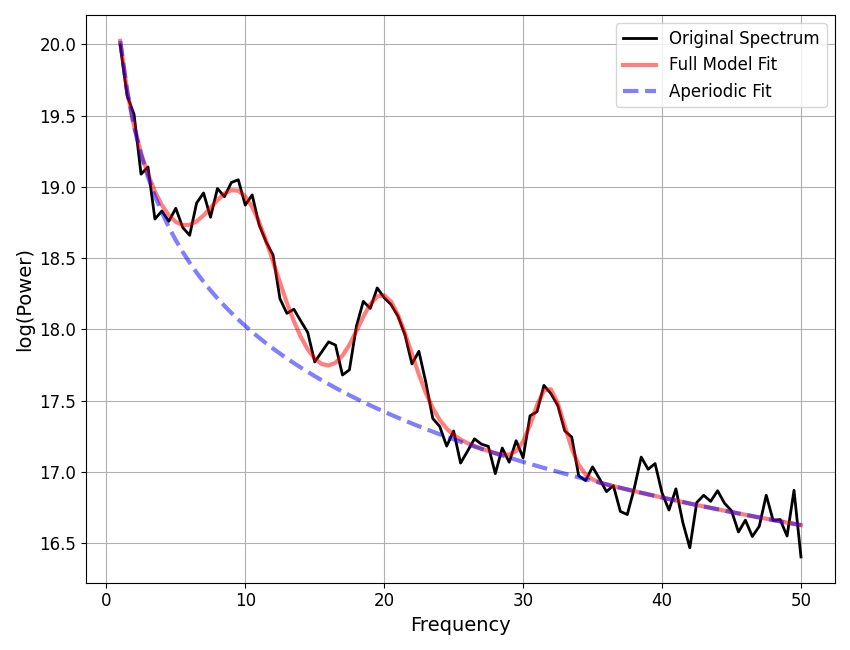 Original Spectrum
Full Model Fit
Aperiodic Fit
log(Power)
20.0
19.5
19.0
18.5
18.0
17.5
17.0
16.5
0 10 20 30 40 50
Frequency